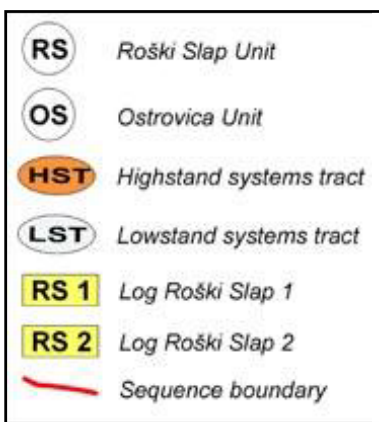 RS Roški Slap Unit
OS Ostrovica Unit
HST Highstand systems tract
LST Lowstand systems tract
RS 1 Log Roški Slap 1
RS 2 Log Roški Slap 2
Sequence boundary